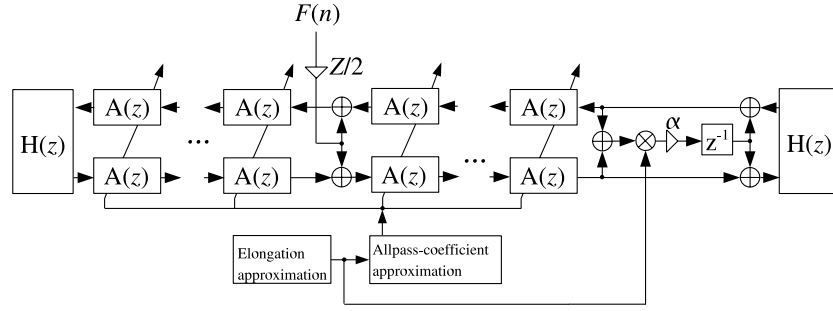 F(n)
Z/2
A(z) A(z) A(z) A(z)
α
H(z) ... z⁻¹ H(z)
A(z) A(z) A(z) ... A(z)
Elongation
approximation
Allpass-coefficient
approximation